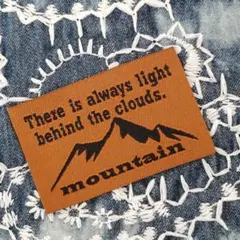 There is always light
behind the clouds.
mountain